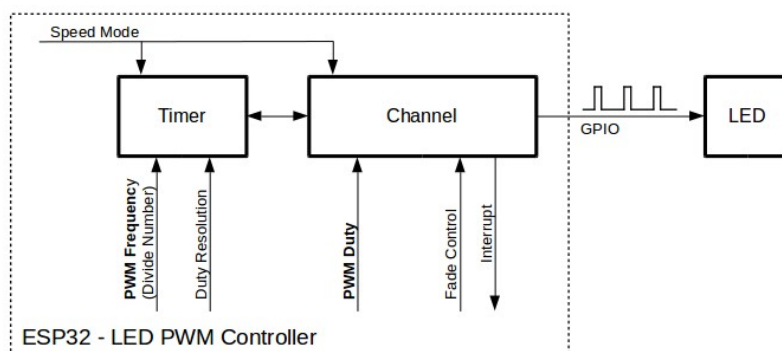 Speed Mode
Timer
Channel
GPIO
LED
PWM Frequency
(Divide Number)
Duty Resolution
PWM Duty
Fade Control
Interrupt
ESP32 - LED PWM Controller